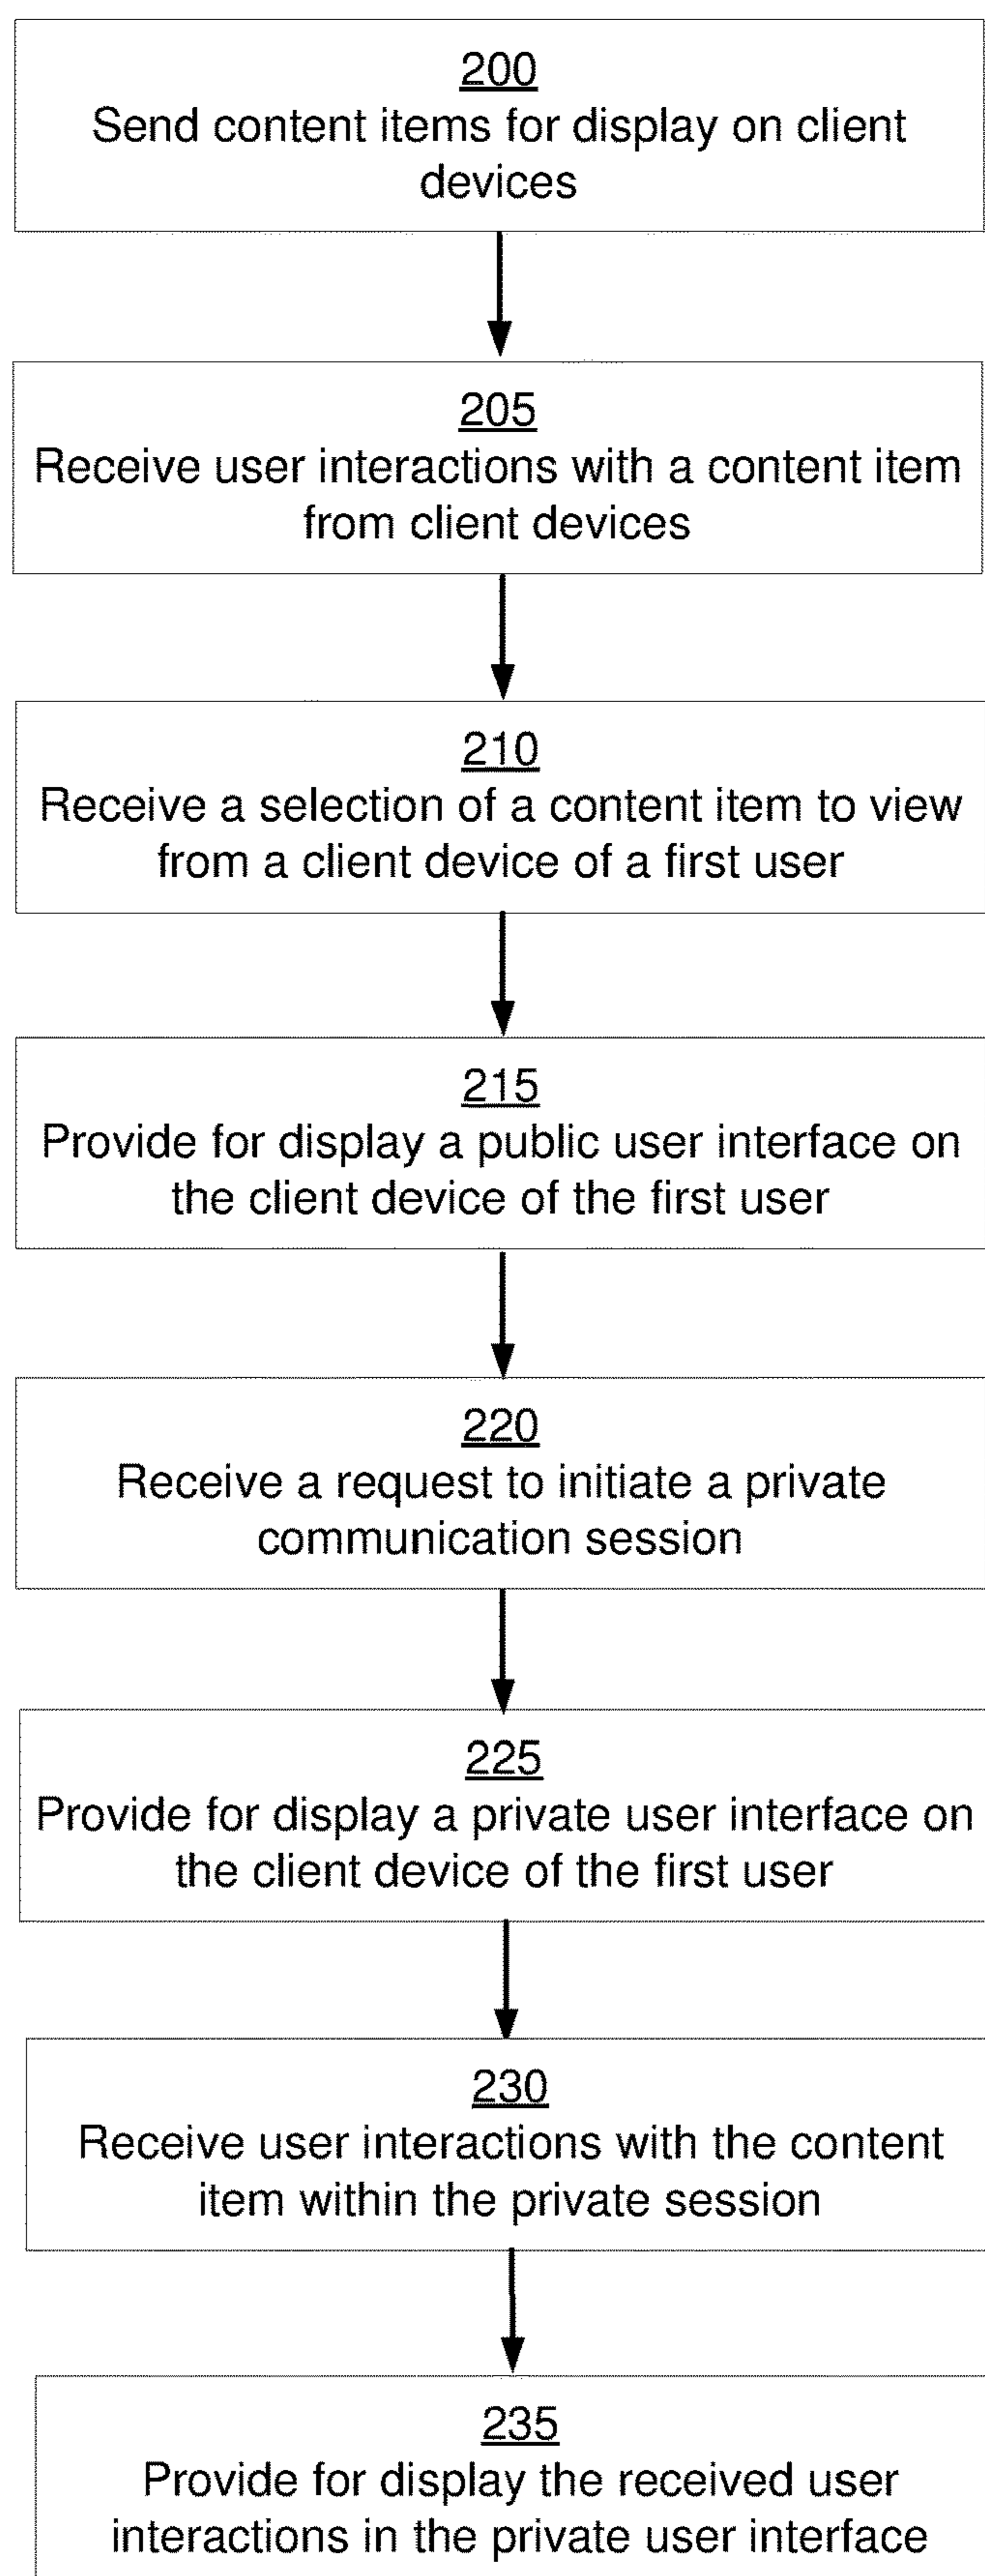 200
Send content items for display on client
devices
205
Receive user interactions with a content item
from client devices
210
Receive a selection of a content item to view
from a client device of a first user
215
Provide for display a public user interface on
the client device of the first user
220
Receive a request to initiate a private
communication session
225
Provide for display a private user interface on
the client device of the first user
230
Receive user interactions with the content
item within the private session
235
Provide for display the received user
interactions in the private user interface